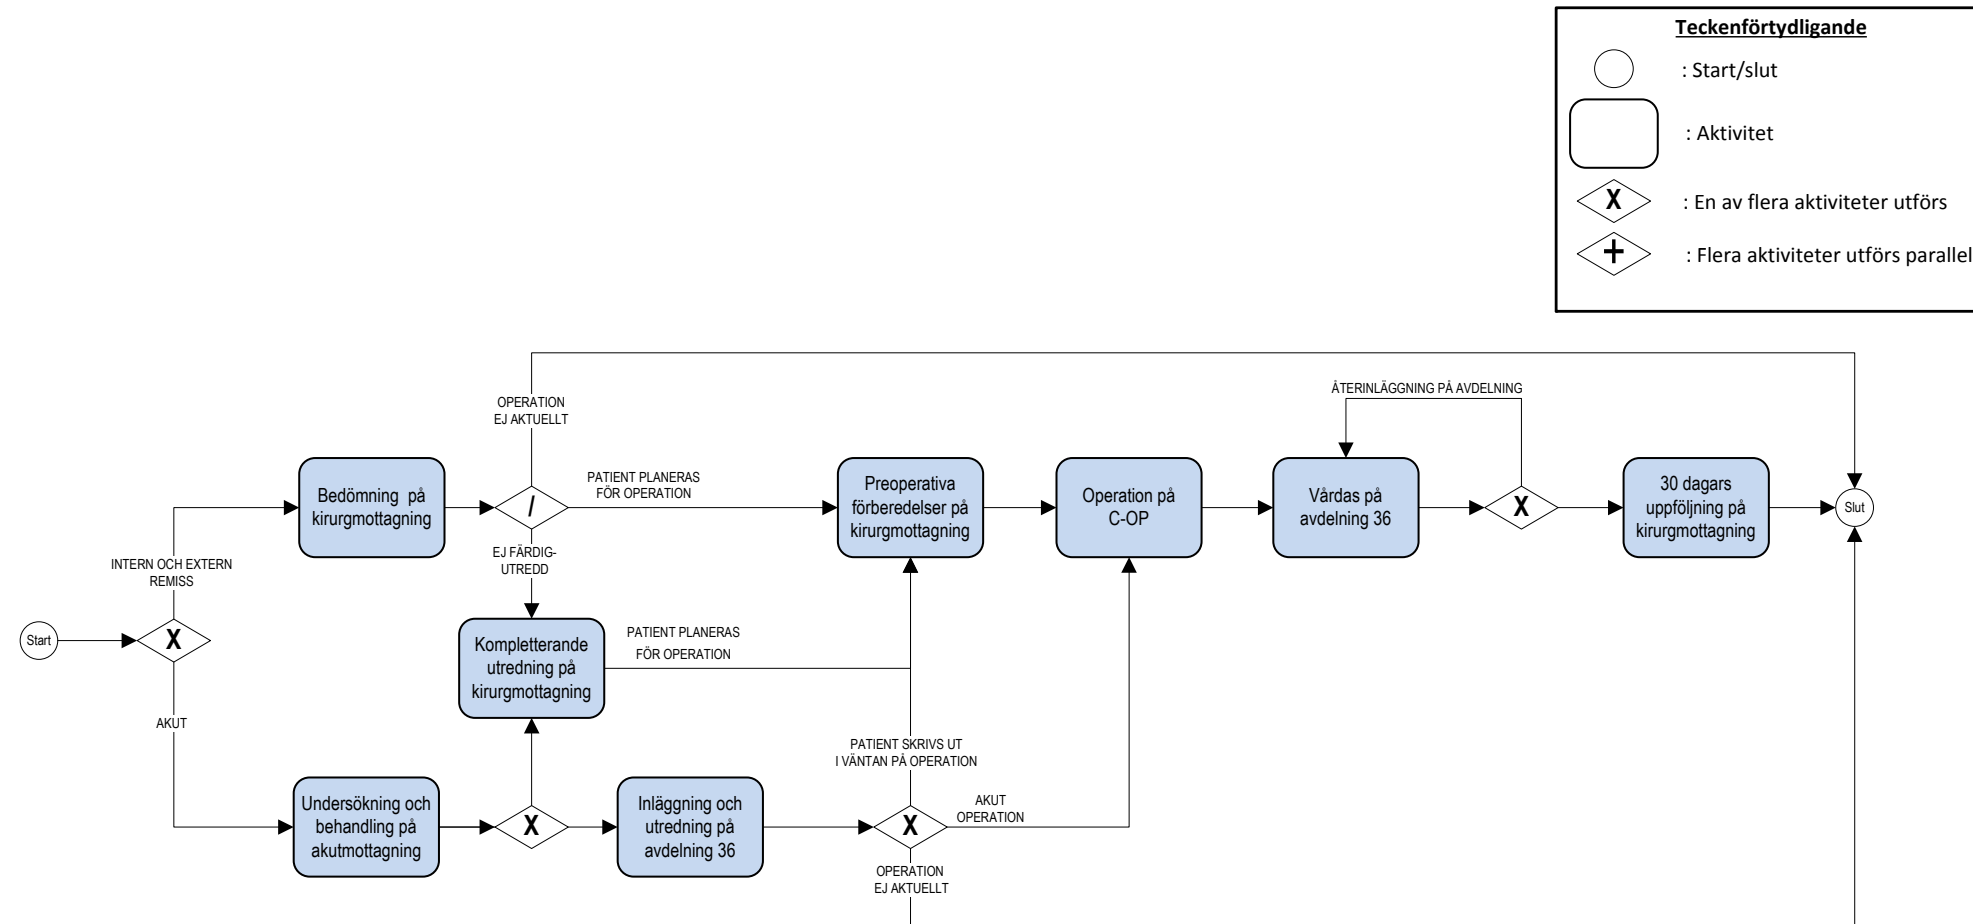 Teckenförtydligande
: Start/slut
: Aktivitet
X
: En av flera aktiviteter utförs
+
: Flera aktiviteter utförs parallel
OPERATION
EJ AKTUELLT
ÅTERINLÄGGNING PÅ AVDELNING
Bedömning på
kirurgmottagning
/
PATIENT PLANERAS
FÖR OPERATION
Preoperativa
förberedelser på
kirurgmottagning
Operation på
C-OP
Vårdas på
avdelning 36
X
30 dagars
uppföljning på
kirurgmottagning
Slut
INTERN OCH EXTERN
REMISS
EJ FÄRDIG-
UTREDD
Start
X
Kompletterande
utredning på
kirurgmottagning
PATIENT PLANERAS
FÖR OPERATION
AKUT
PATIENT SKRIVS UT
I VÄNTAN PÅ OPERATION
Undersökning och
behandling på
akutmottagning
X
Inläggning och
utredning på
avdelning 36
X
AKUT
OPERATION
OPERATION
EJ AKTUELLT